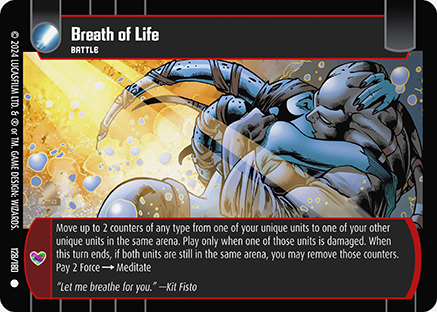 Breath of Life
BATTLE
© 2024 LUCASFILM LTD. & ® or TM. GAME DESIGN: WIZARDS.
Move up to 2 counters of any type from one of your unique units to one of your other
unique units in the same arena. Play only when one of those units is damaged. When
this turn ends, if both units are still in the same arena, you may remove those counters.
Pay 2 Force → Meditate
"Let me breathe for you." —Kit Fisto